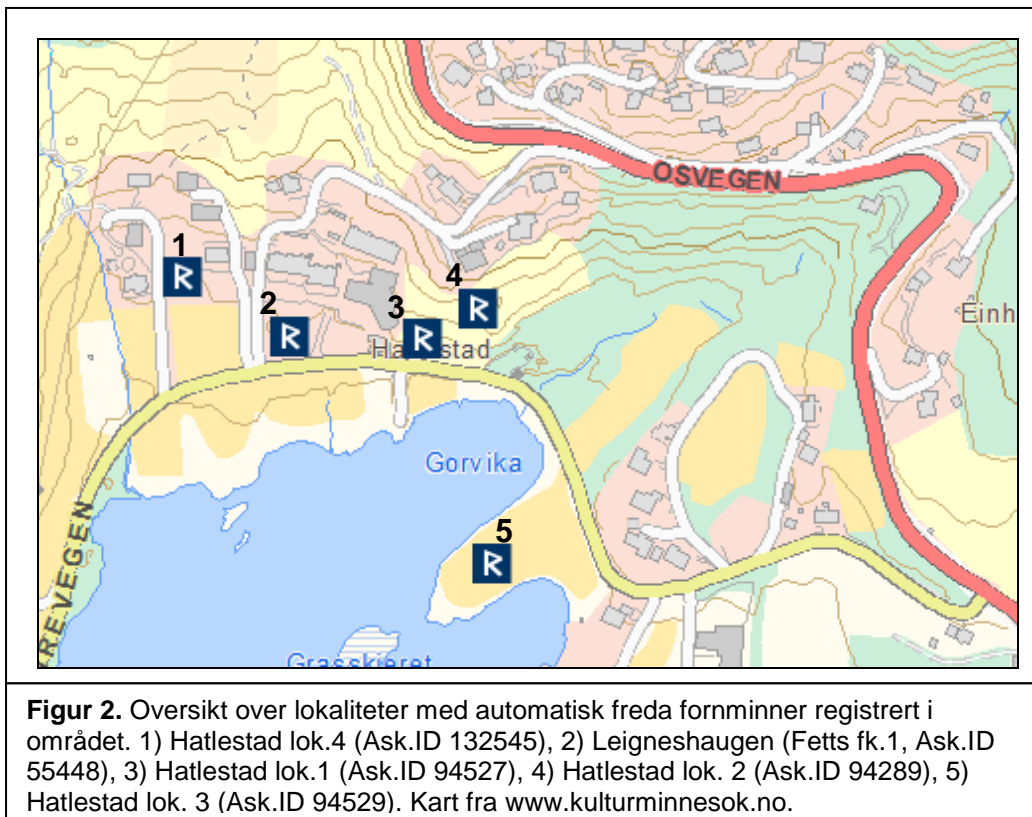 OSVEGEN
1
4
2
3
Einh
Gorvika
5
REVEGEN
Grasskjeret
Figur 2. Oversikt over lokaliteter med automatisk freda fornminner registrert i
området. 1) Hatlestad lok.4 (Ask.ID 132545), 2) Leigneshaugen (Fetts fk.1, Ask.ID
55448), 3) Hatlestad lok.1 (Ask.ID 94527), 4) Hatlestad lok. 2 (Ask.ID 94289), 5)
Hatlestad lok. 3 (Ask.ID 94529). Kart fra www.kulturminnesok.no.